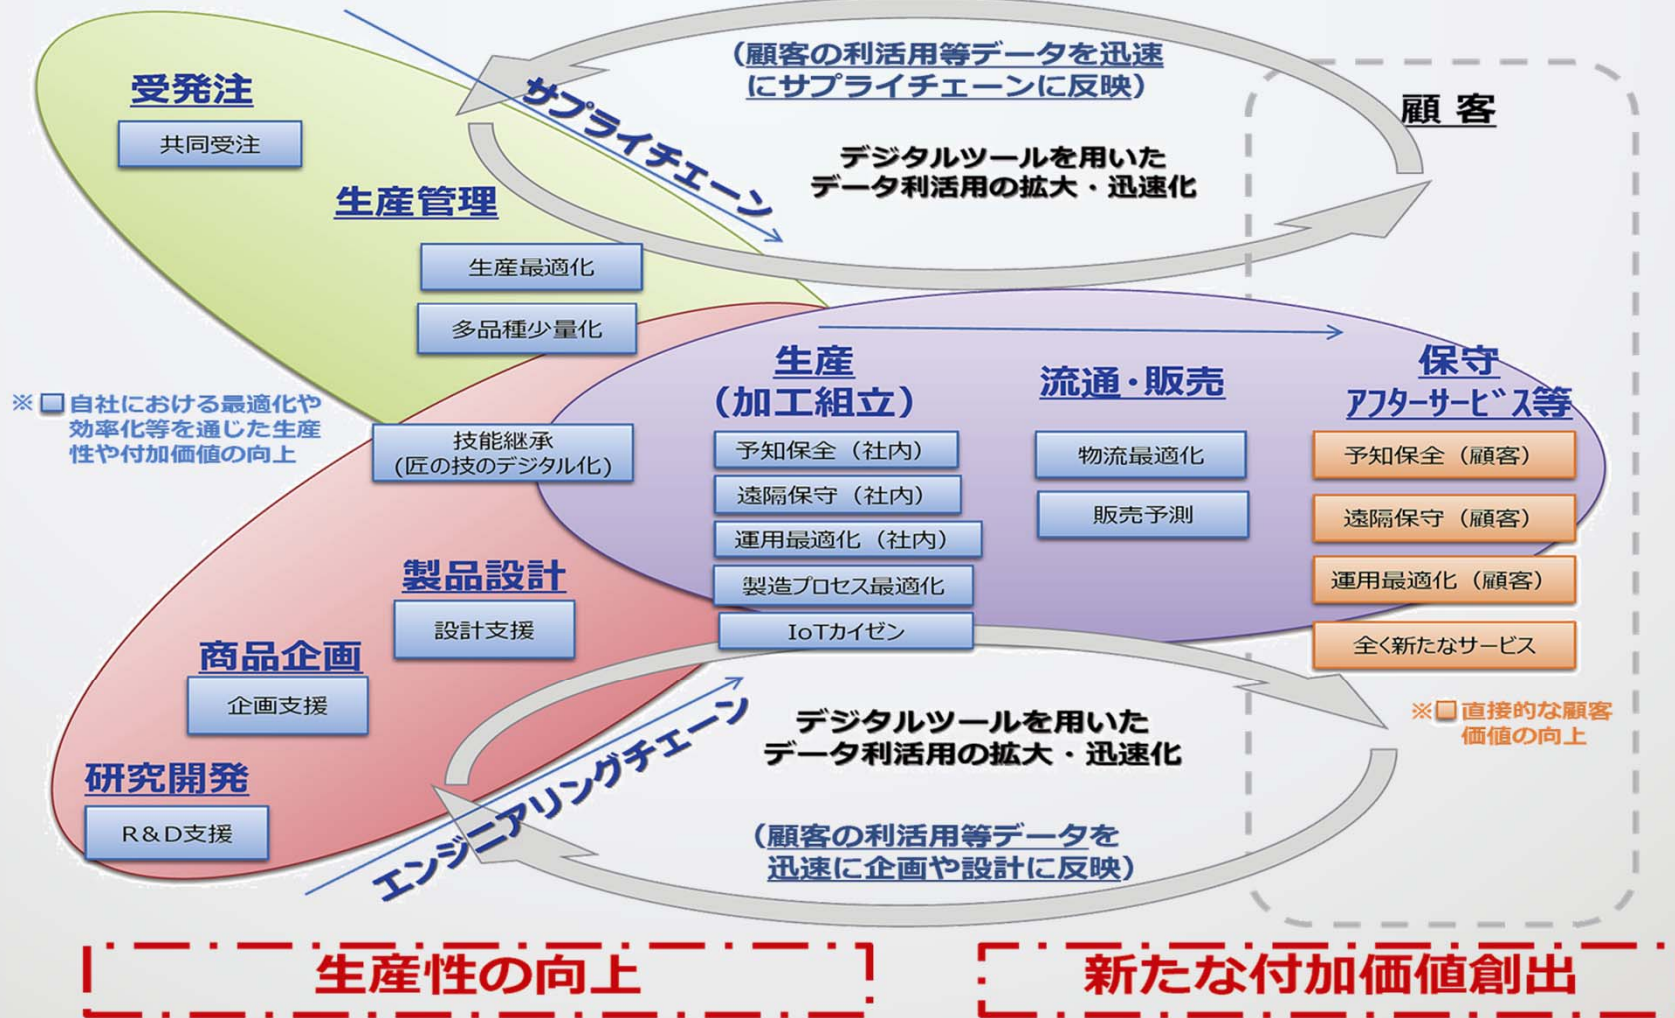 受発注
共同受注
生産管理
生産最適化
多品種少量化
サプライチェーン
(顧客の利活用等データを迅速
にサプライチェーンに反映)
デジタルツールを用いた
データ利活用の拡大・迅速化
顧 客
※ 自社における最適化や
効率化等を通じた生産
性や付加価値の向上
技能継承
(匠の技のデジタル化)
生産
(加工組立)
予知保全(社内)
遠隔保守(社内)
運用最適化(社内)
製造プロセス最適化
IoTカイゼン
流通・販売
物流最適化
販売予測
保守
アフターサービス等
予知保全(顧客)
遠隔保守(顧客)
運用最適化(顧客)
全く新たなサービス
※ 直接的な顧客
価値の向上
製品設計
設計支援
商品企画
企画支援
研究開発
R&D支援
エンジニアリングチェーン
デジタルツールを用いた
データ利活用の拡大・迅速化
(顧客の利活用等データを
迅速に企画や設計に反映)
生産性の向上
新たな付加価値創出